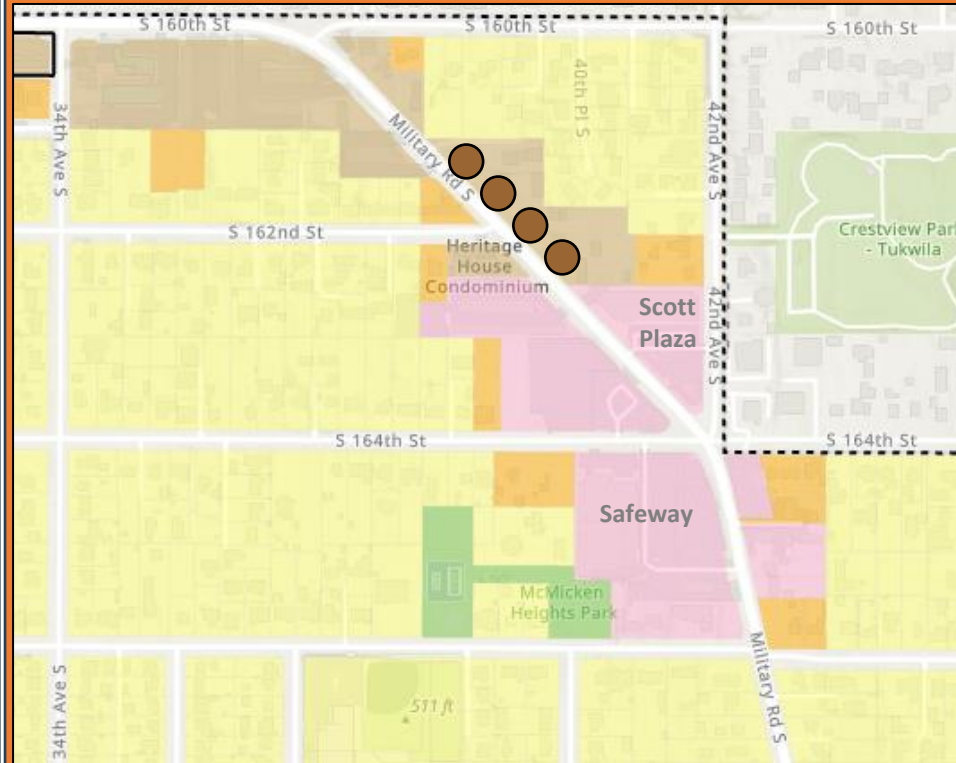 S 160th St
S 160th St
S 160th St
34th Ave S
40th Pl S
42nd Ave S
Military Rd S
S 162nd St
Crestview Park
- Tukwila
Heritage
House
Condominium
Scott
Plaza
42nd Ave S
S 164th St
S 164th St
Safeway
McMicken
Heights Park
Military Rd S
34th Ave S
511 ft